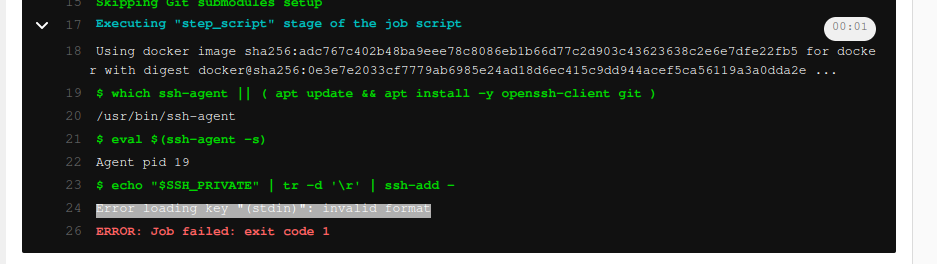 15 Skipping Git submodules setup
17 Executing "step_script" stage of the job script
00:01
18 Using docker image sha256:adc767c402b48ba9eee78c8086eb1b66d77c2d903c43623638c2e6e7dfe22fb5 for docke
r with digest docker@sha256:0e3e7e2033cf7779ab6985e24ad18d6ec415c9dd944acef5ca56119a3a0dda2e ...
19 $ which ssh-agent || ( apt update && apt install -y openssh-client git )
20 /usr/bin/ssh-agent
21 $ eval $(ssh-agent -s)
22 Agent pid 19
23 $ echo "$SSH_PRIVATE" | tr -d '\r' | ssh-add -
24 Error loading key "(stdin)": invalid format
26 ERROR: Job failed: exit code 1